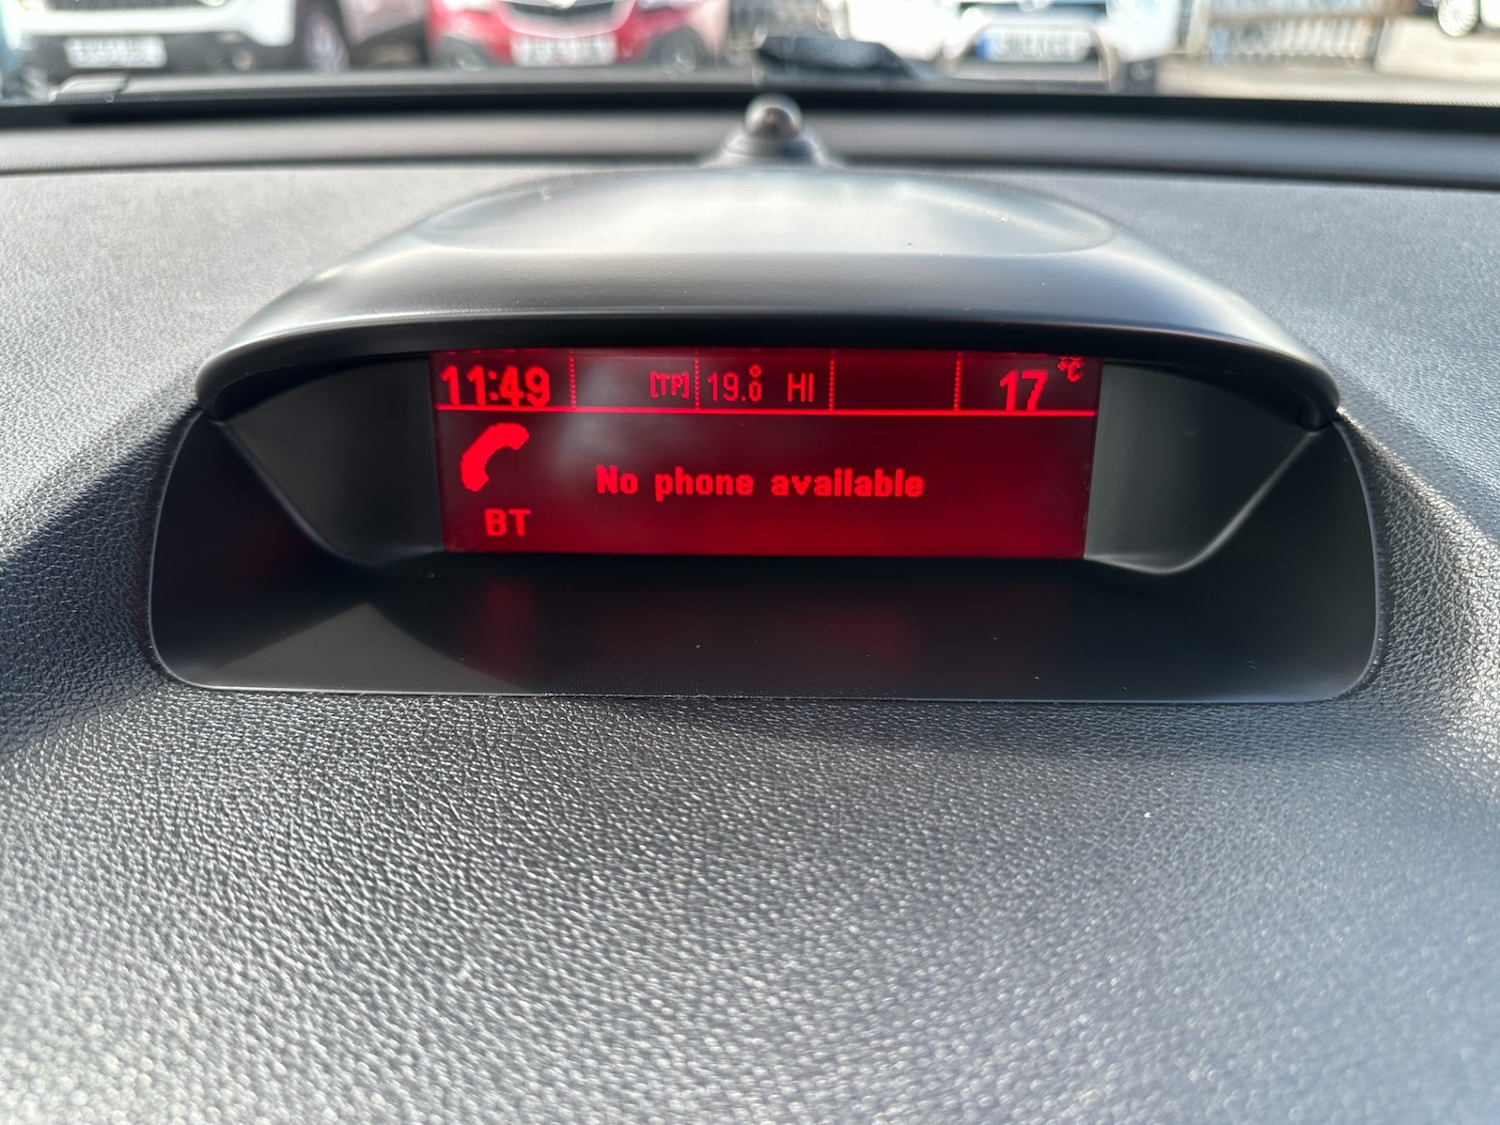 11:49 [TP] 19.0° HI 17 °C
No phone available
BT